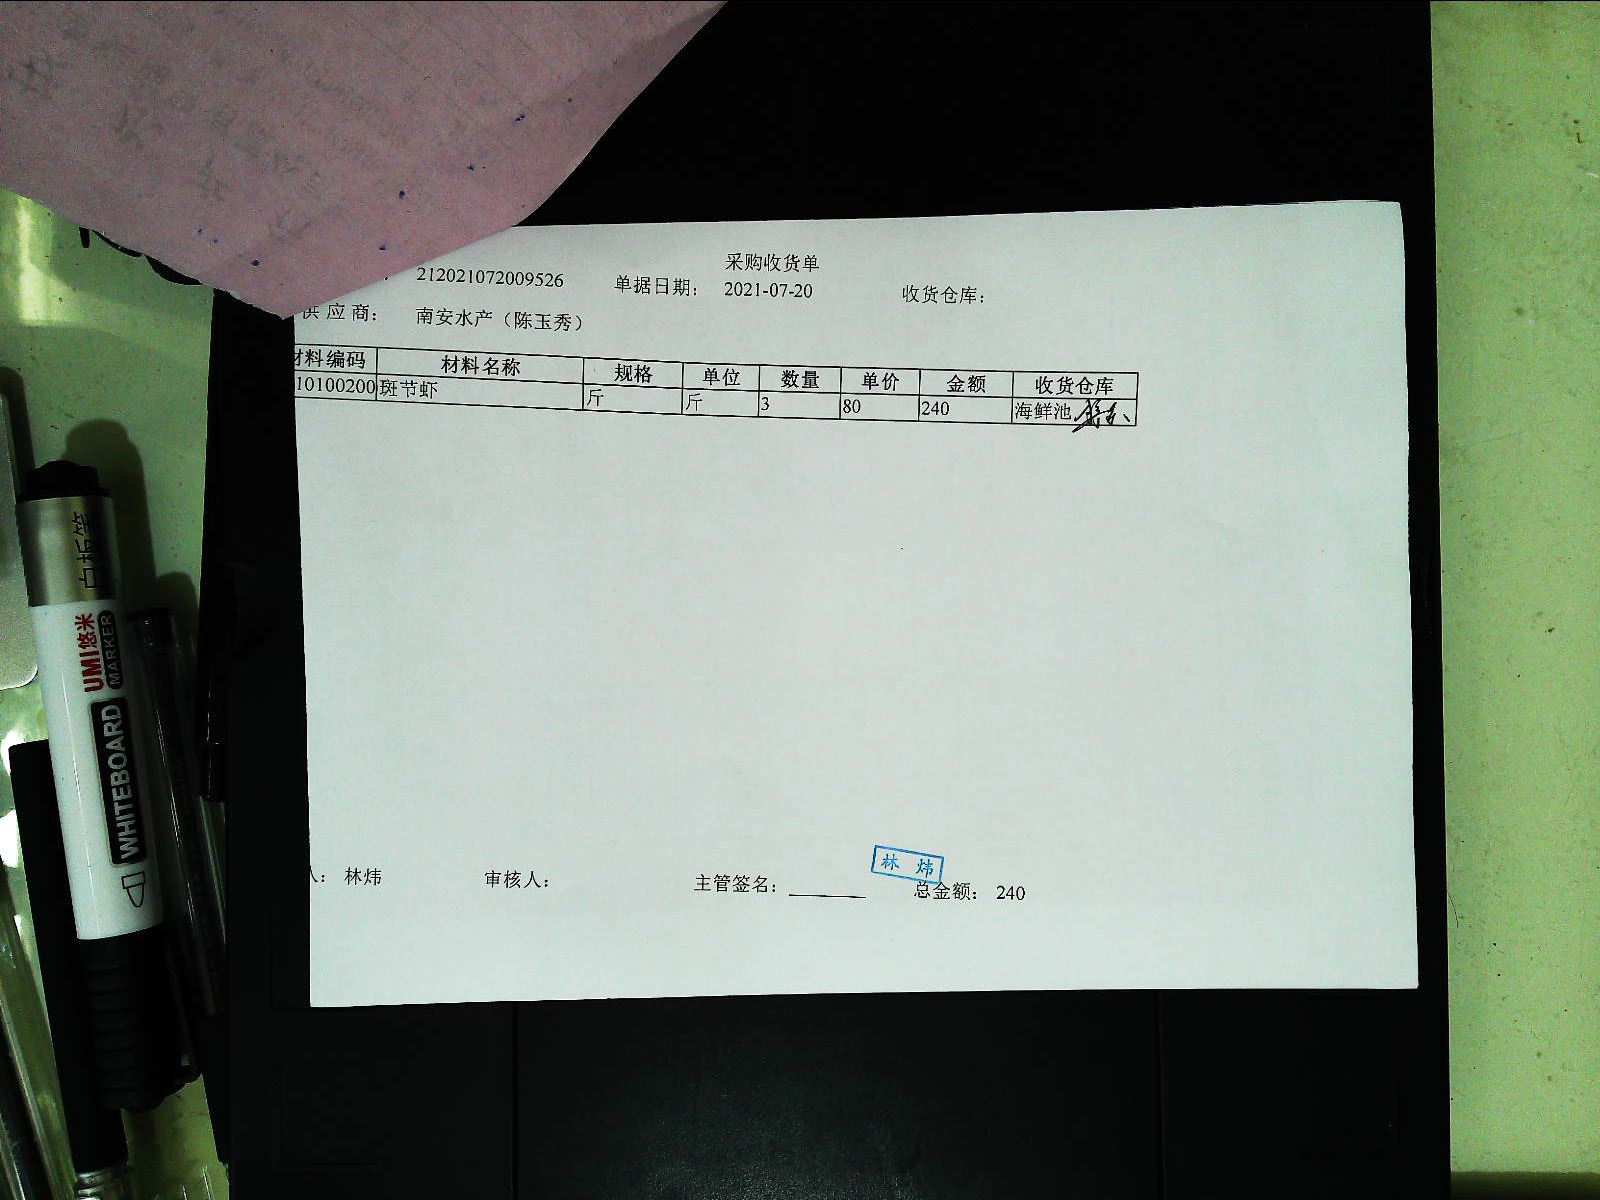 采购收货单
212021072009526 单据日期： 2021-07-20 收货仓库：
供应商： 南安水产（陈玉秀）
材料编码 材料名称 规格 单位 数量 单价 金额 收货仓库
10100200 斑节虾 斤 斤 3 80 240 海鲜池
林炜
人： 林炜 审核人： 主管签名： 总金额： 240
白板笔
UMI悠米
MARKER
WHITEBOARD